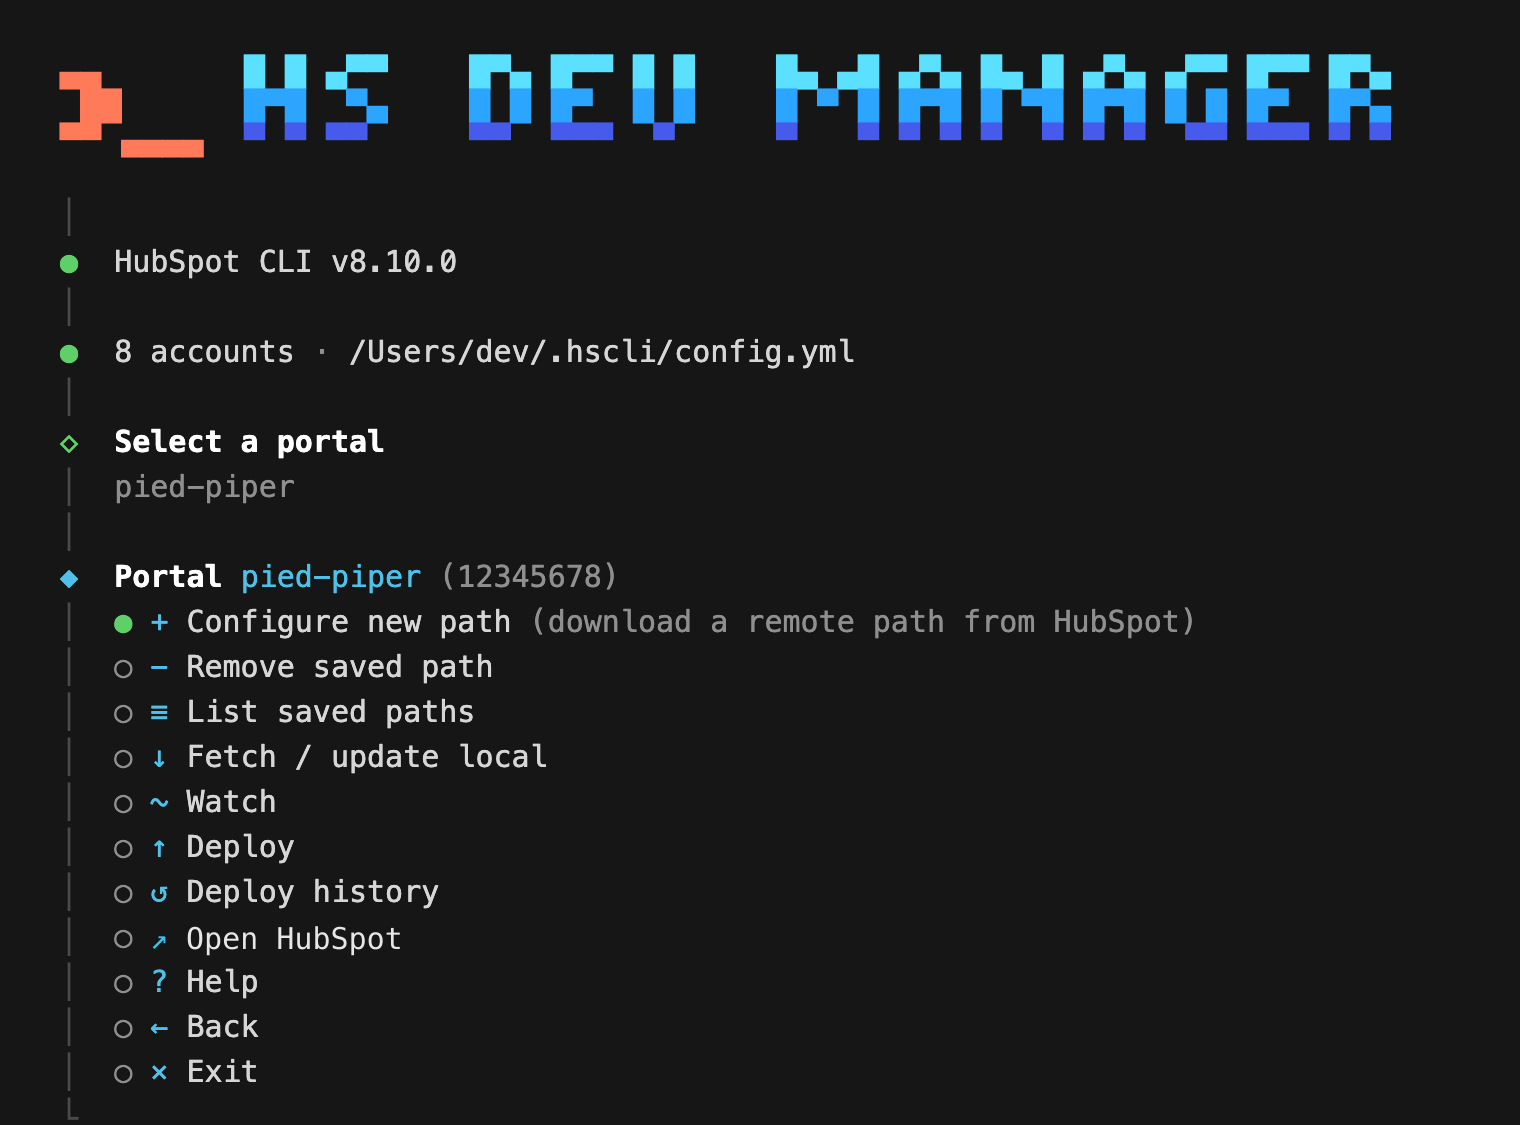 >_ HS DEV MANAGER
HubSpot CLI v8.10.0
8 accounts · /Users/dev/.hscli/config.yml
Select a portal
pied-piper
Portal pied-piper (12345678)
+ Configure new path (download a remote path from HubSpot)
− Remove saved path
≡ List saved paths
↓ Fetch / update local
~ Watch
↑ Deploy
↺ Deploy history
↗ Open HubSpot
? Help
← Back
× Exit